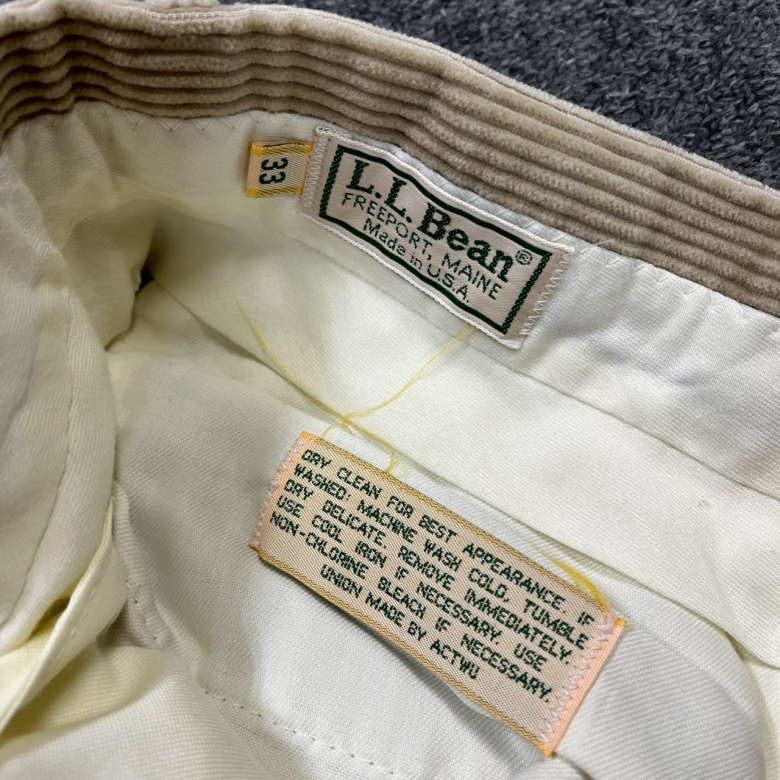 33
L.L.Bean®
FREEPORT, MAINE
Made in U.S.A.
DRY CLEAN FOR BEST APPEARANCE. IF
WASHED: MACHINE WASH COLD. TUMBLE
DRY DELICATE. REMOVE IMMEDIATELY.
USE COOL IRON IF NECESSARY. USE
NON-CHLORINE BLEACH IF NECESSARY.
UNION MADE BY ACTWU